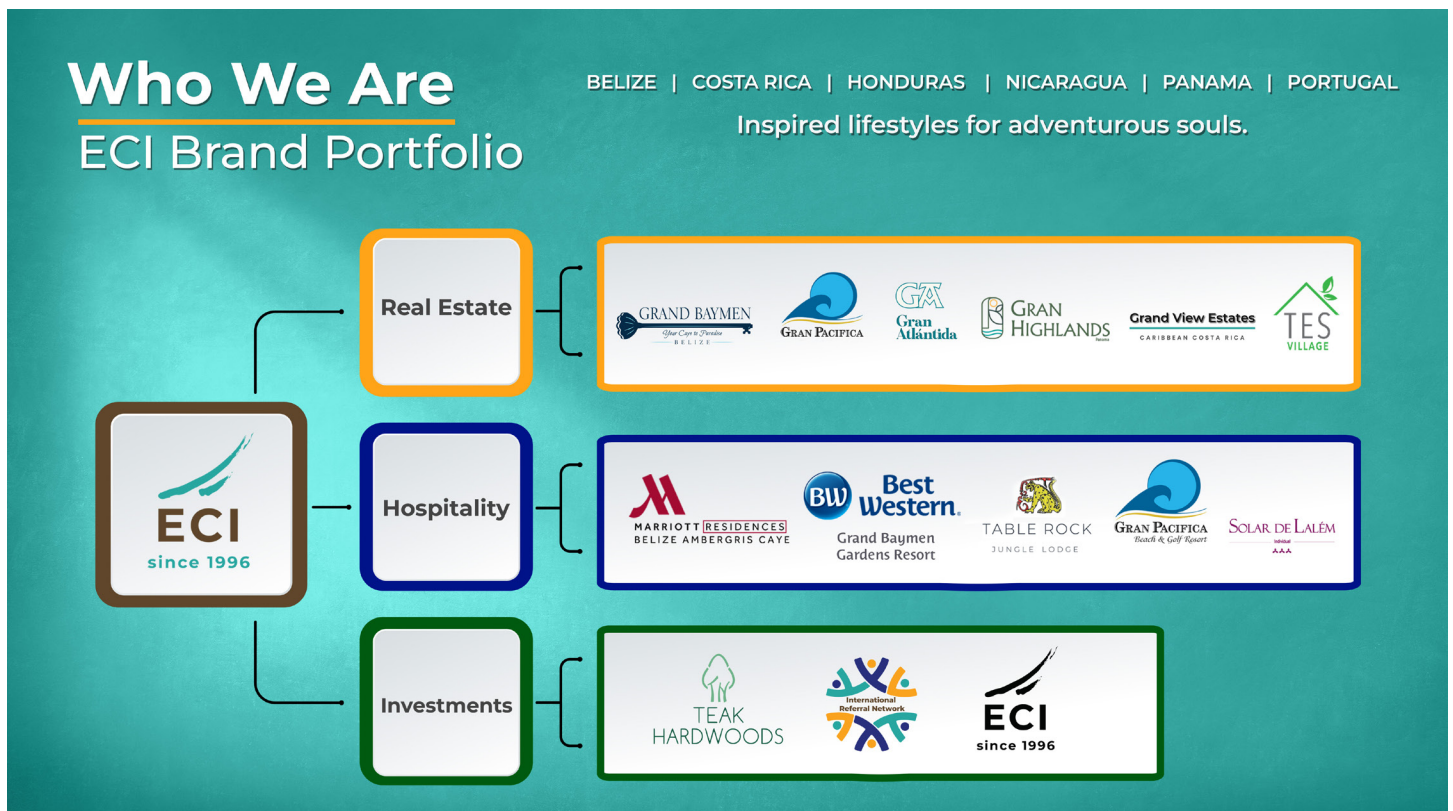 Who We Are
ECI Brand Portfolio
BELIZE | COSTA RICA | HONDURAS | NICARAGUA | PANAMA | PORTUGAL
Inspired lifestyles for adventurous souls.
ECI
since 1996
Real Estate
GRAND BAYMEN
Your Caye to Paradise
BELIZE
GRAN PACIFICA
GA
Gran
Atlántida
GRAN
HIGHLANDS
Panama
Grand View Estates
CARIBBEAN COSTA RICA
TES
VILLAGE
Hospitality
MARRIOTT RESIDENCES
BELIZE AMBERGRIS CAYE
BW
Best
Western®
Grand Baymen
Gardens Resort
TABLE ROCK
JUNGLE LODGE
GRAN PACIFICA
Beach & Golf Resort
SOLAR DE LALÉM
Investments
TEAK
HARDWOODS
International
Referral Network
ECI
since 1996